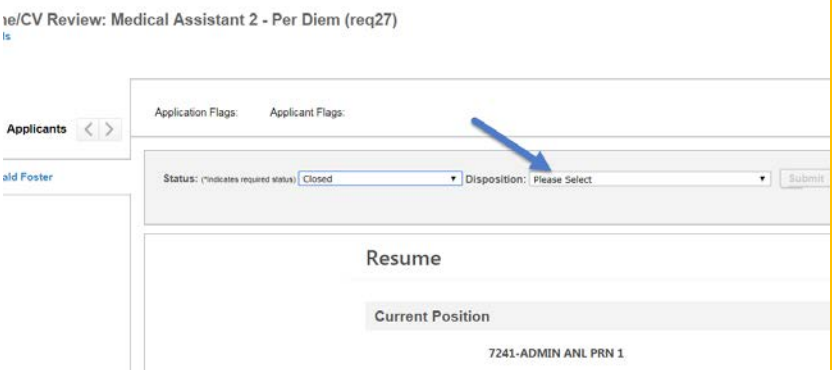 ne/CV Review: Medical Assistant 2 - Per Diem (req27)
ls
Application Flags: Applicant Flags:
Applicants < >
ald Foster
Status: (*indicates required status) Closed Disposition: Please Select Submit
Resume
Current Position
7241-ADMIN ANL PRN 1